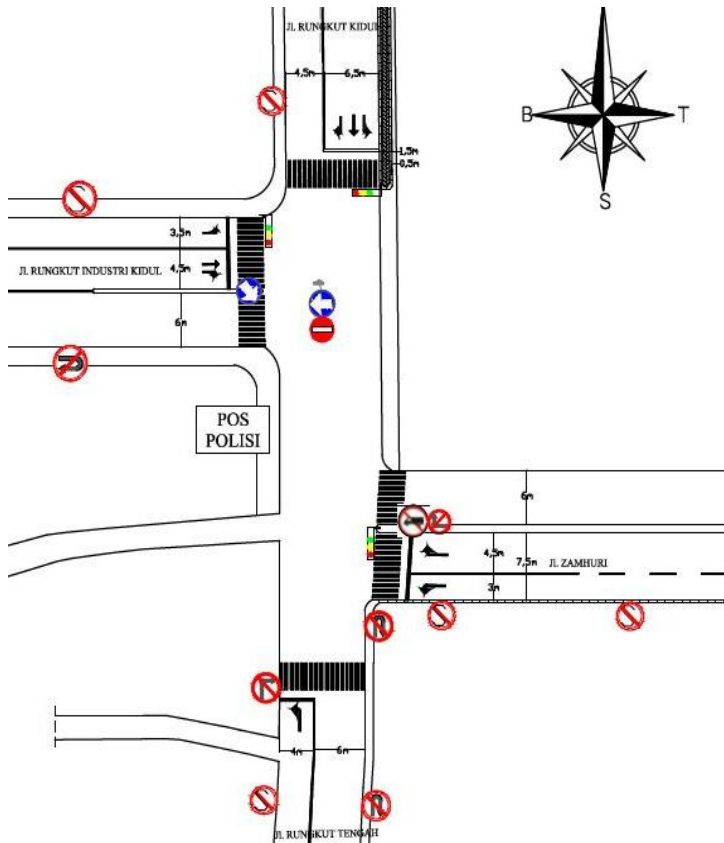 JL RUNGKUT KIDUL
4,5m
6,5m
1,5m
0,5m
B
T
S
3,5m
JL RUNGKUT INDUSTRI KIDUL
4,5m
6m
POS
POLISI
6m
4,5m
7,5m
JL ZAMHURI
3m
4m
6m
JL RUNGKUT TENGAH